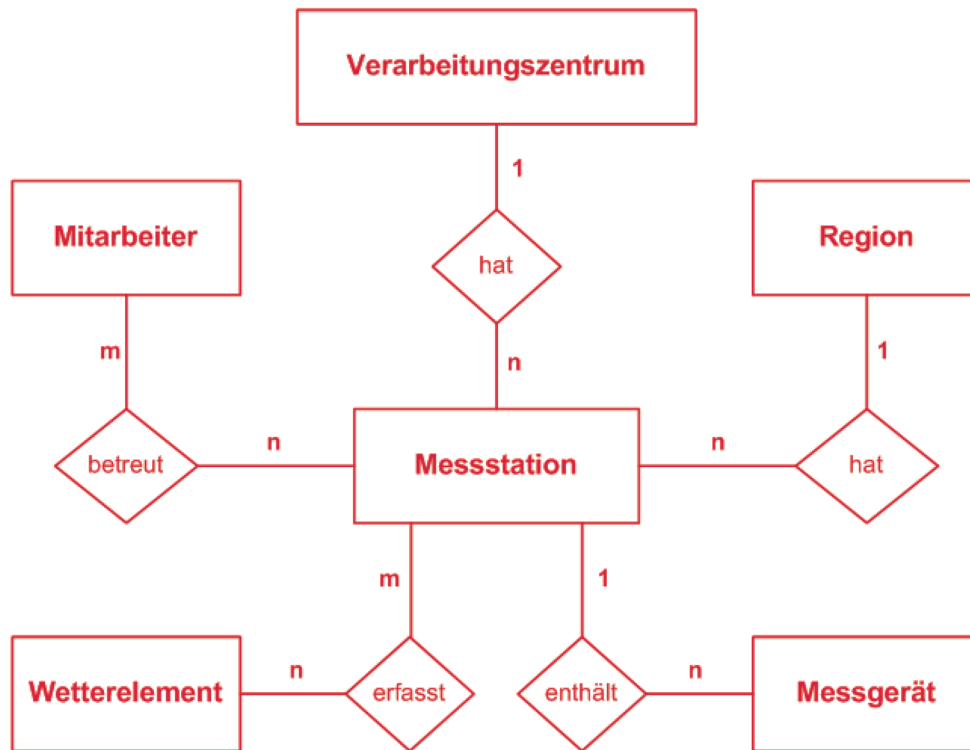 Verarbeitungszentrum
1
Mitarbeiter
Region
hat
m
1
n
betreut
n
Messstation
n
hat
m
1
Wetterelement
n
erfasst
enthält
n
Messgerät